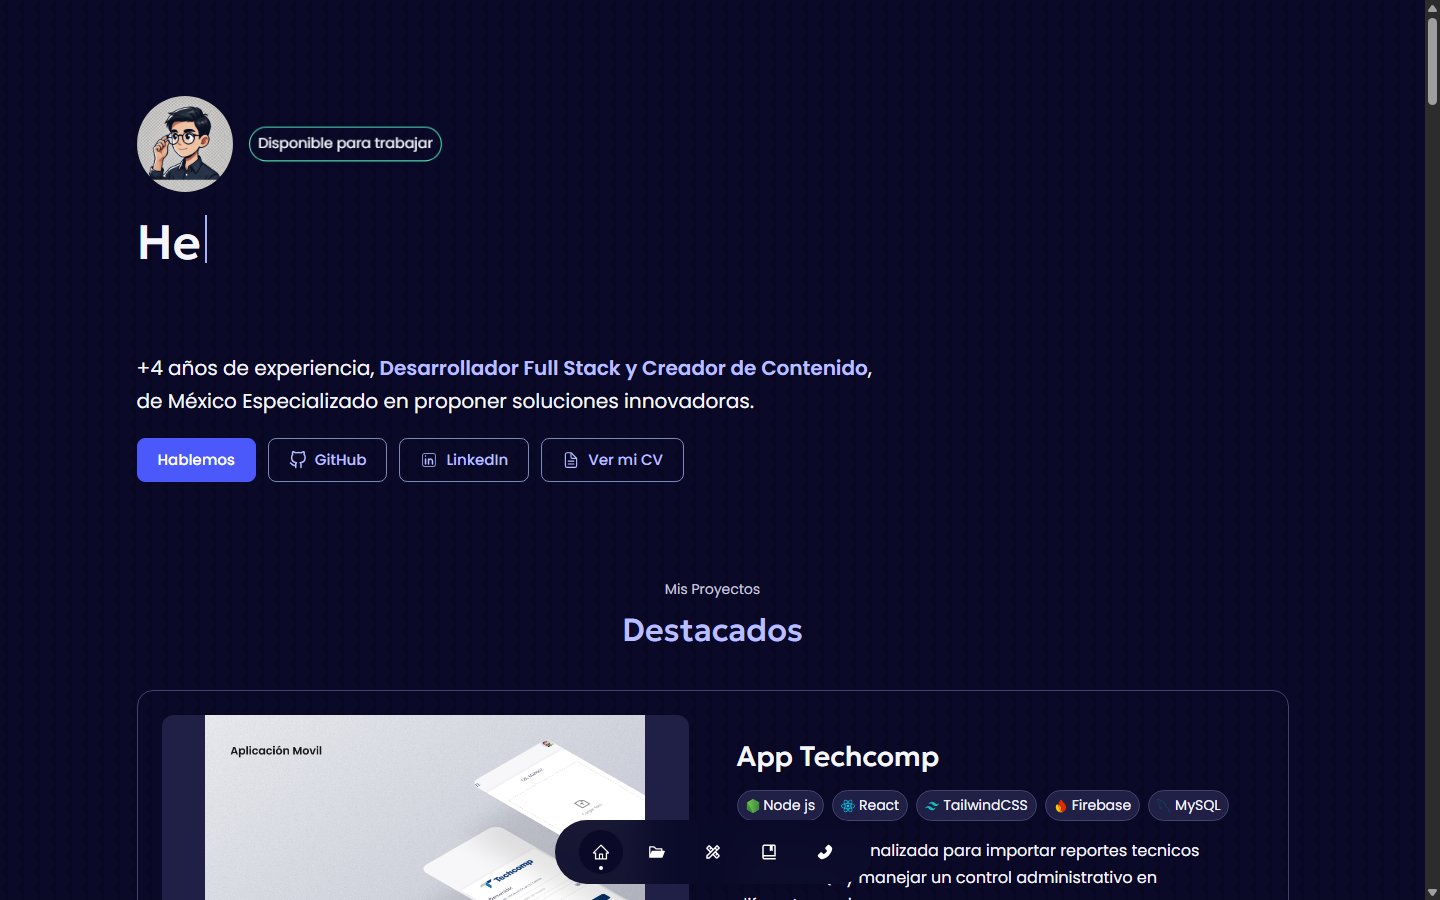 Disponible para trabajar
He
+4 años de experiencia, Desarrollador Full Stack y Creador de Contenido,
de México Especializado en proponer soluciones innovadoras.
Hablemos
GitHub
LinkedIn
Ver mi CV
Mis Proyectos
Destacados
Aplicación Movil
Techcomp
App Techcomp
Node js
React
TailwindCSS
Firebase
MySQL
nalizada para importar reportes tecnicos
manejar un control administrativo en